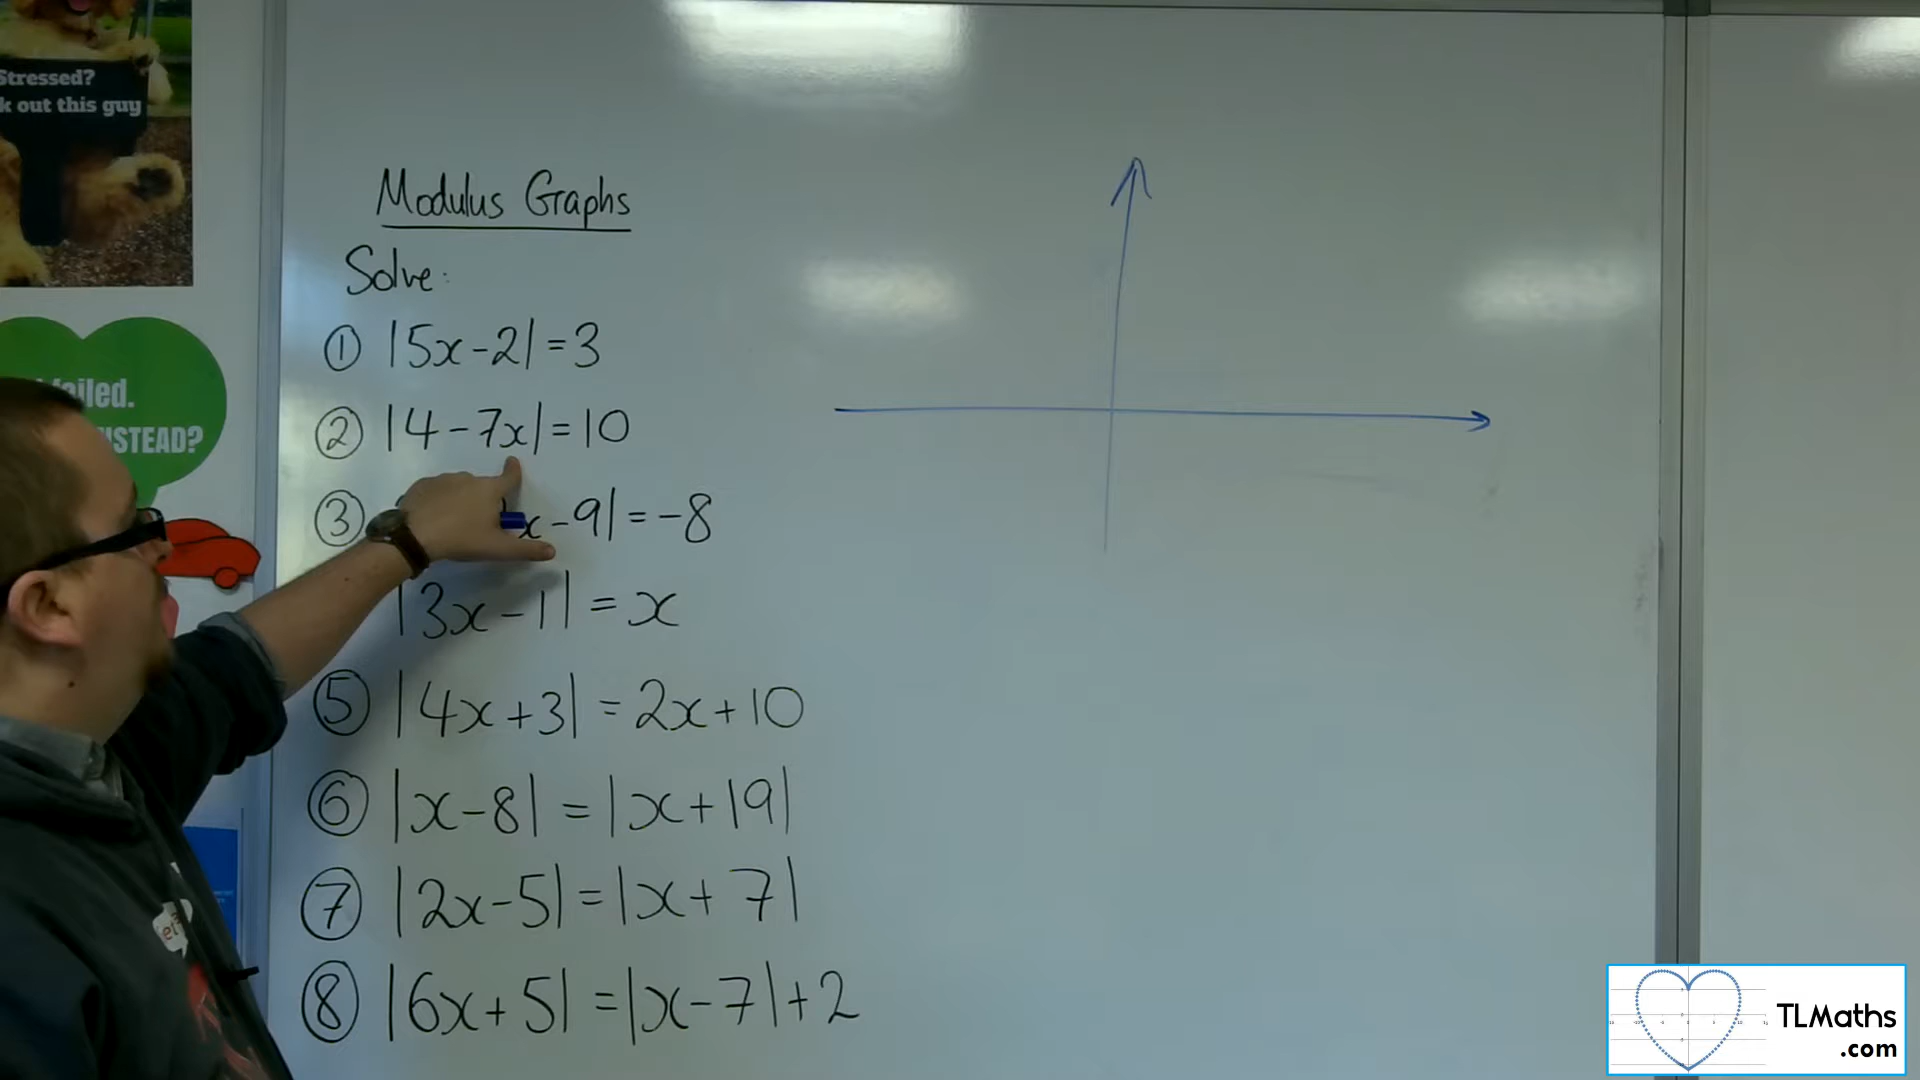 Stressed?
k out this guy
failed.
INSTEAD?
Modulus Graphs
Solve:
① |5x-2|=3
② |4-7x|=10
③ x-9|=-8
|3x-1|=x
⑤ |4x+3|=2x+10
⑥ |x-8|=|x+19|
⑦ |2x-5|=|x+7|
⑧ |6x+5|=|x-7|+2
TLMaths
.com